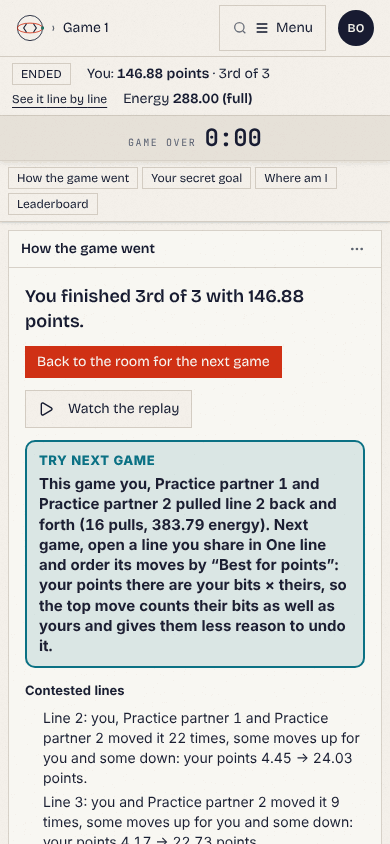 › Game 1
Menu
BO
ENDED
You: 146.88 points · 3rd of 3
See it line by line
Energy 288.00 (full)
GAME OVER 0:00
How the game went
Your secret goal
Where am I
Leaderboard
How the game went
You finished 3rd of 3 with 146.88
points.
Back to the room for the next game
Watch the replay
TRY NEXT GAME
This game you, Practice partner 1 and
Practice partner 2 pulled line 2 back and
forth (16 pulls, 383.79 energy). Next
game, open a line you share in One line
and order its moves by “Best for points”:
your points there are your bits × theirs, so
the top move counts their bits as well as
yours and gives them less reason to undo
it.
Contested lines
Line 2: you, Practice partner 1 and Practice
partner 2 moved it 22 times, some moves up for
you and some down: your points 4.45 → 24.03
points.
Line 3: you and Practice partner 2 moved it 9
times, some moves up for you and some down:
your points 4.17 → 22.73 points.